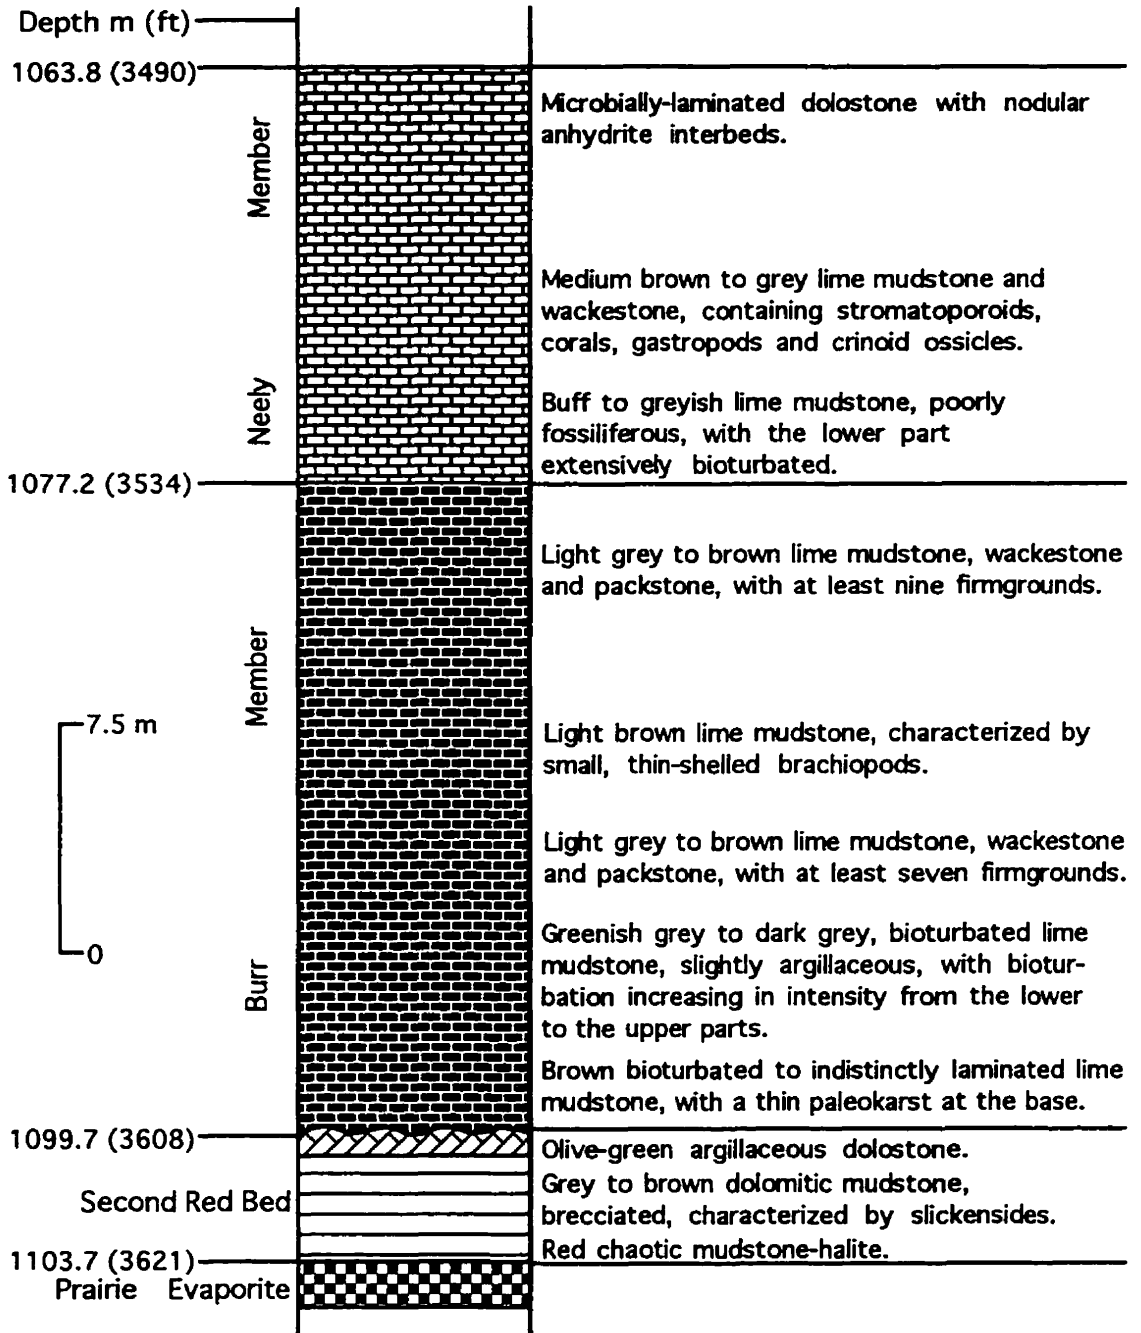 Depth m (ft)
1063.8 (3490)
Microbially-laminated dolostone with nodular
anhydrite interbeds.
Member
Medium brown to grey lime mudstone and
wackestone, containing stromatoporoids,
corals, gastropods and crinoid ossicles.
Neely
Buff to greyish lime mudstone, poorly
fossiliferous, with the lower part
extensively bioturbated.
1077.2 (3534)
Light grey to brown lime mudstone, wackestone
and packstone, with at least nine firmgrounds.
Member
7.5 m
Light brown lime mudstone, characterized by
small, thin-shelled brachiopods.
Light grey to brown lime mudstone, wackestone
and packstone, with at least seven firmgrounds.
0
Burr
Greenish grey to dark grey, bioturbated lime
mudstone, slightly argillaceous, with biotur-
bation increasing in intensity from the lower
to the upper parts.
Brown bioturbated to indistinctly laminated lime
mudstone, with a thin paleokarst at the base.
1099.7 (3608)
Olive-green argillaceous dolostone.
Second Red Bed
Grey to brown dolomitic mudstone,
brecciated, characterized by slickensides.
Red chaotic mudstone-halite.
1103.7 (3621)
Prairie Evaporite